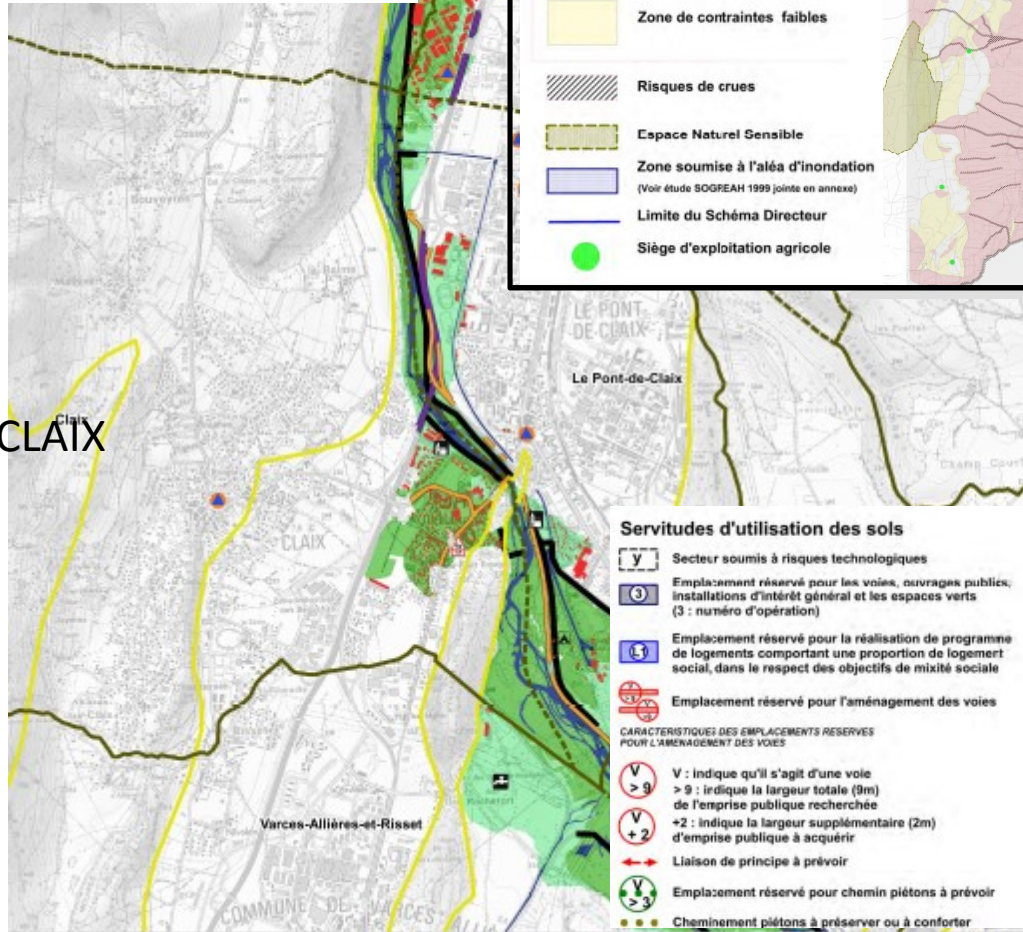 Zone de contraintes faibles
Risques de crues
Espace Naturel Sensible
Zone soumise à l'aléa d'inondation
(Voir étude SOGREAH 1999 jointe en annexe)
Limite du Schéma Directeur
Siège d'exploitation agricole
LE PONT
DE CLAIX
Le Pont-de-Claix
Claix
CLAIX
CLAIX
Varces-Allières-et-Risset
COMMUNE DE VARCES
Servitudes d'utilisation des sols
y Secteur soumis à risques technologiques
3 Emplacement réservé pour les voies, ouvrages publics,
installations d'intérêt général et les espaces verts
(3 : numéro d'opération)
L1 Emplacement réservé pour la réalisation de programme
de logements comportant une proportion de logement
social, dans le respect des objectifs de mixité sociale
Emplacement réservé pour l'aménagement des voies
CARACTERISTIQUES DES EMPLACEMENTS RESERVES
POUR L'AMENAGEMENT DES VOIES
V > 9 V : indique qu'il s'agit d'une voie
> 9 : indique la largeur totale (9m)
de l'emprise publique recherchée
V + 2 +2 : indique la largeur supplémentaire (2m)
d'emprise publique à acquérir
Liaison de principe à prévoir
V > 3 Emplacement réservé pour chemin piétons à prévoir
Cheminement piétons à préserver ou à conforter